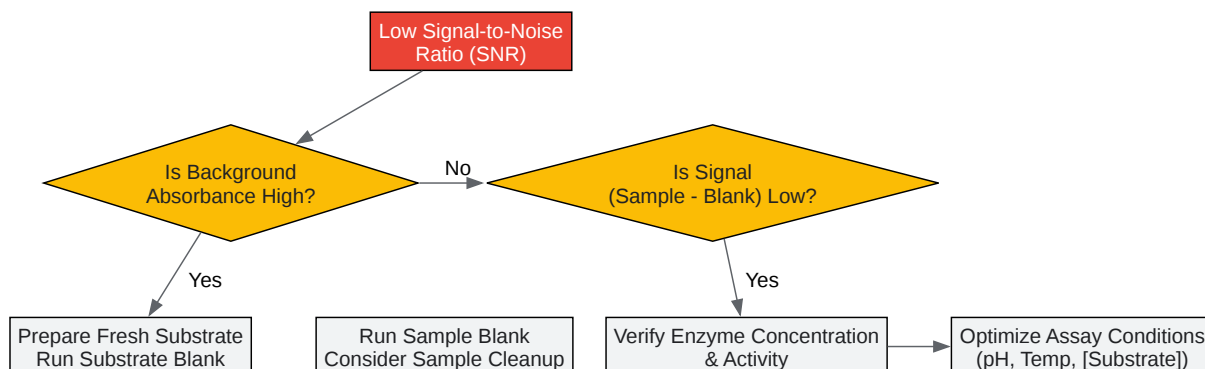 Low Signal-to-Noise
Ratio (SNR)
Is Background
Absorbance High?
No
Is Signal
(Sample - Blank) Low?
Yes
Yes
Prepare Fresh Substrate
Run Substrate Blank
Run Sample Blank
Consider Sample Cleanup
Verify Enzyme Concentration
& Activity
Optimize Assay Conditions
(pH, Temp, [Substrate])